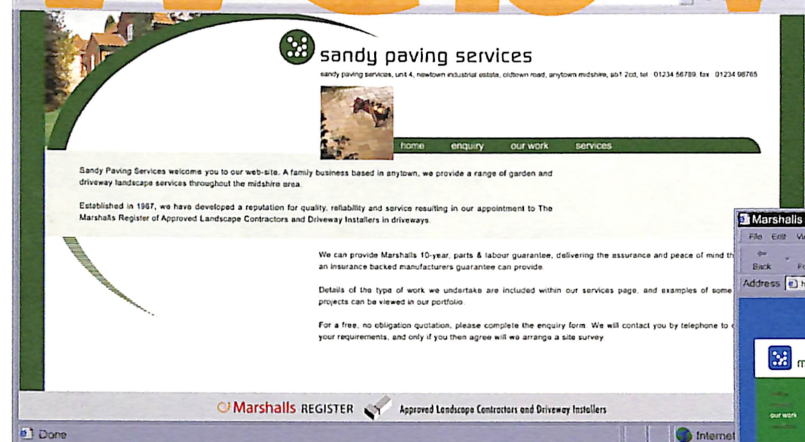 sandy paving services
sandy paving services, unit 4, newtown industrial estate, oldtown road, anytown midshire, ab1 2cd, tel 01234 56789. fax 01234 98765
home enquiry our work services
Sandy Paving Services welcome you to our web-site. A family business based in anytown, we provide a range of garden and
driveway landscape services throughout the midshire area.
Established in 1967, we have developed a reputation for quality, reliability and service resulting in our appointment to The
Marshalls Register of Approved Landscape Contractors and Driveway Installers in driveways.
We can provide Marshalls 10-year, parts & labour guarantee, delivering the assurance and peace of mind th
an insurance backed manufacturers guarantee can provide.
Details of the type of work we undertake are included within our services page, and examples of some
projects can be viewed in our portfolio.
For a free, no obligation quotation, please complete the enquiry form. We will contact you by telephone to
your requirements, and only if you then agree will we arrange a site survey.
Marshalls REGISTER Approved Landscape Contractors and Driveway Installers
Done
Internet
Marshalls
File Edit
Back
Address
our work